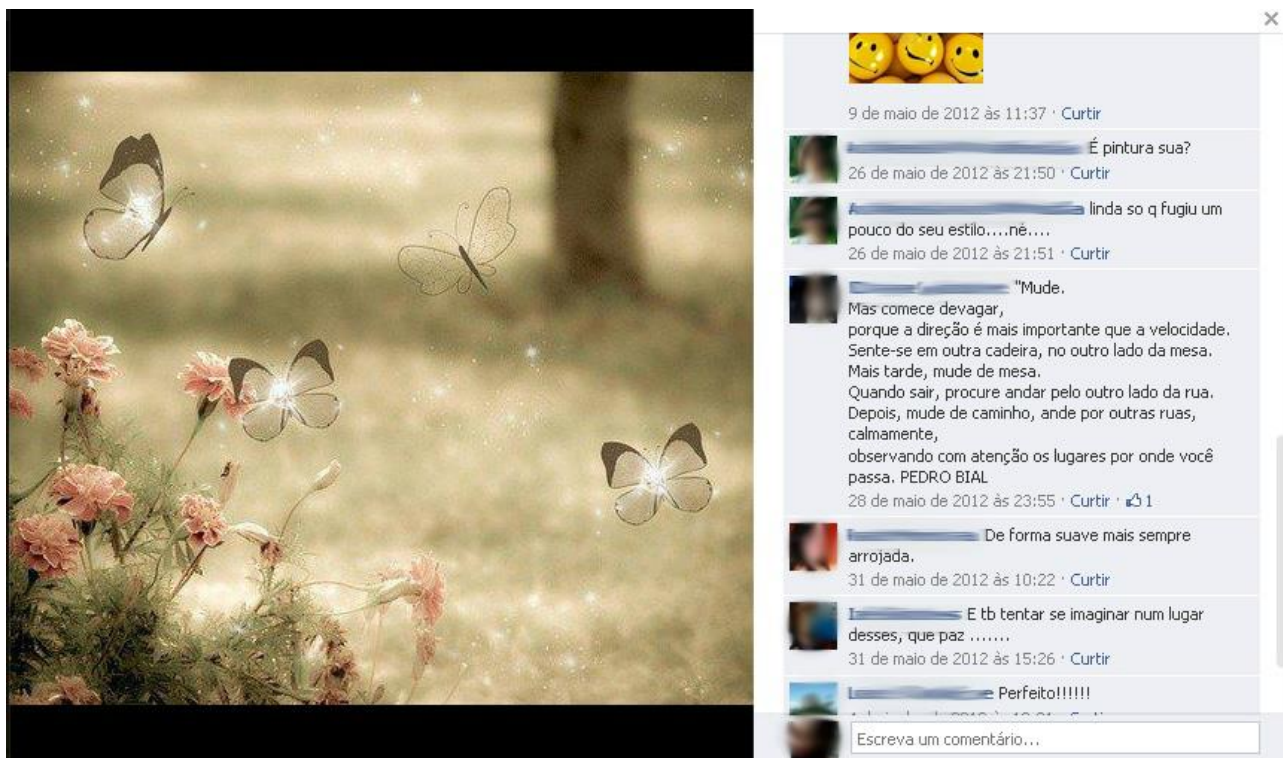 9 de maio de 2012 às 11:37 · Curtir
É pintura sua?
26 de maio de 2012 às 21:50 · Curtir
linda so q fugiu um
pouco do seu estilo....né....
26 de maio de 2012 às 21:51 · Curtir
"Mude.
Mas comece devagar,
porque a direção é mais importante que a velocidade.
Sente-se em outra cadeira, no outro lado da mesa.
Mais tarde, mude de mesa.
Quando sair, procure andar pelo outro lado da rua.
Depois, mude de caminho, ande por outras ruas,
calmamente,
observando com atenção os lugares por onde você
passa. PEDRO BIAL
28 de maio de 2012 às 23:55 · Curtir · 1
De forma suave mais sempre
arrojada.
31 de maio de 2012 às 10:22 · Curtir
E tb tentar se imaginar num lugar
desses, que paz .......
31 de maio de 2012 às 15:26 · Curtir
Perfeito!!!!!!
Escreva um comentário...